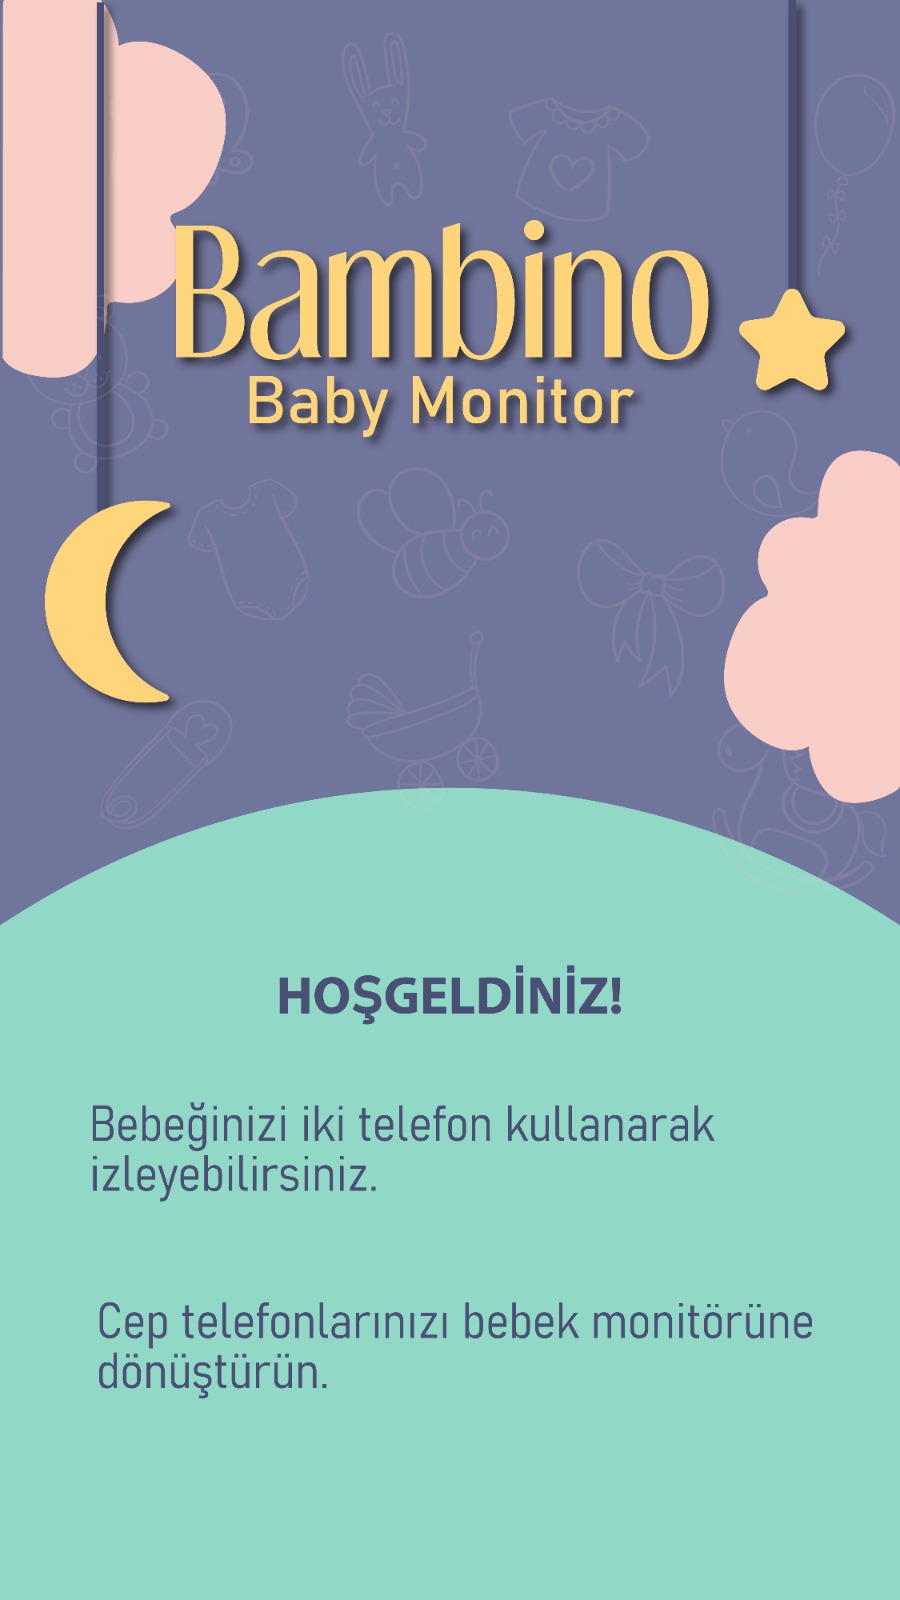 Bambino
Baby Monitor
HOŞGELDİNİZ!
Bebeğinizi iki telefon kullanarak
izleyebilirsiniz.
Cep telefonlarınızı bebek monitörüne
dönüştürün.